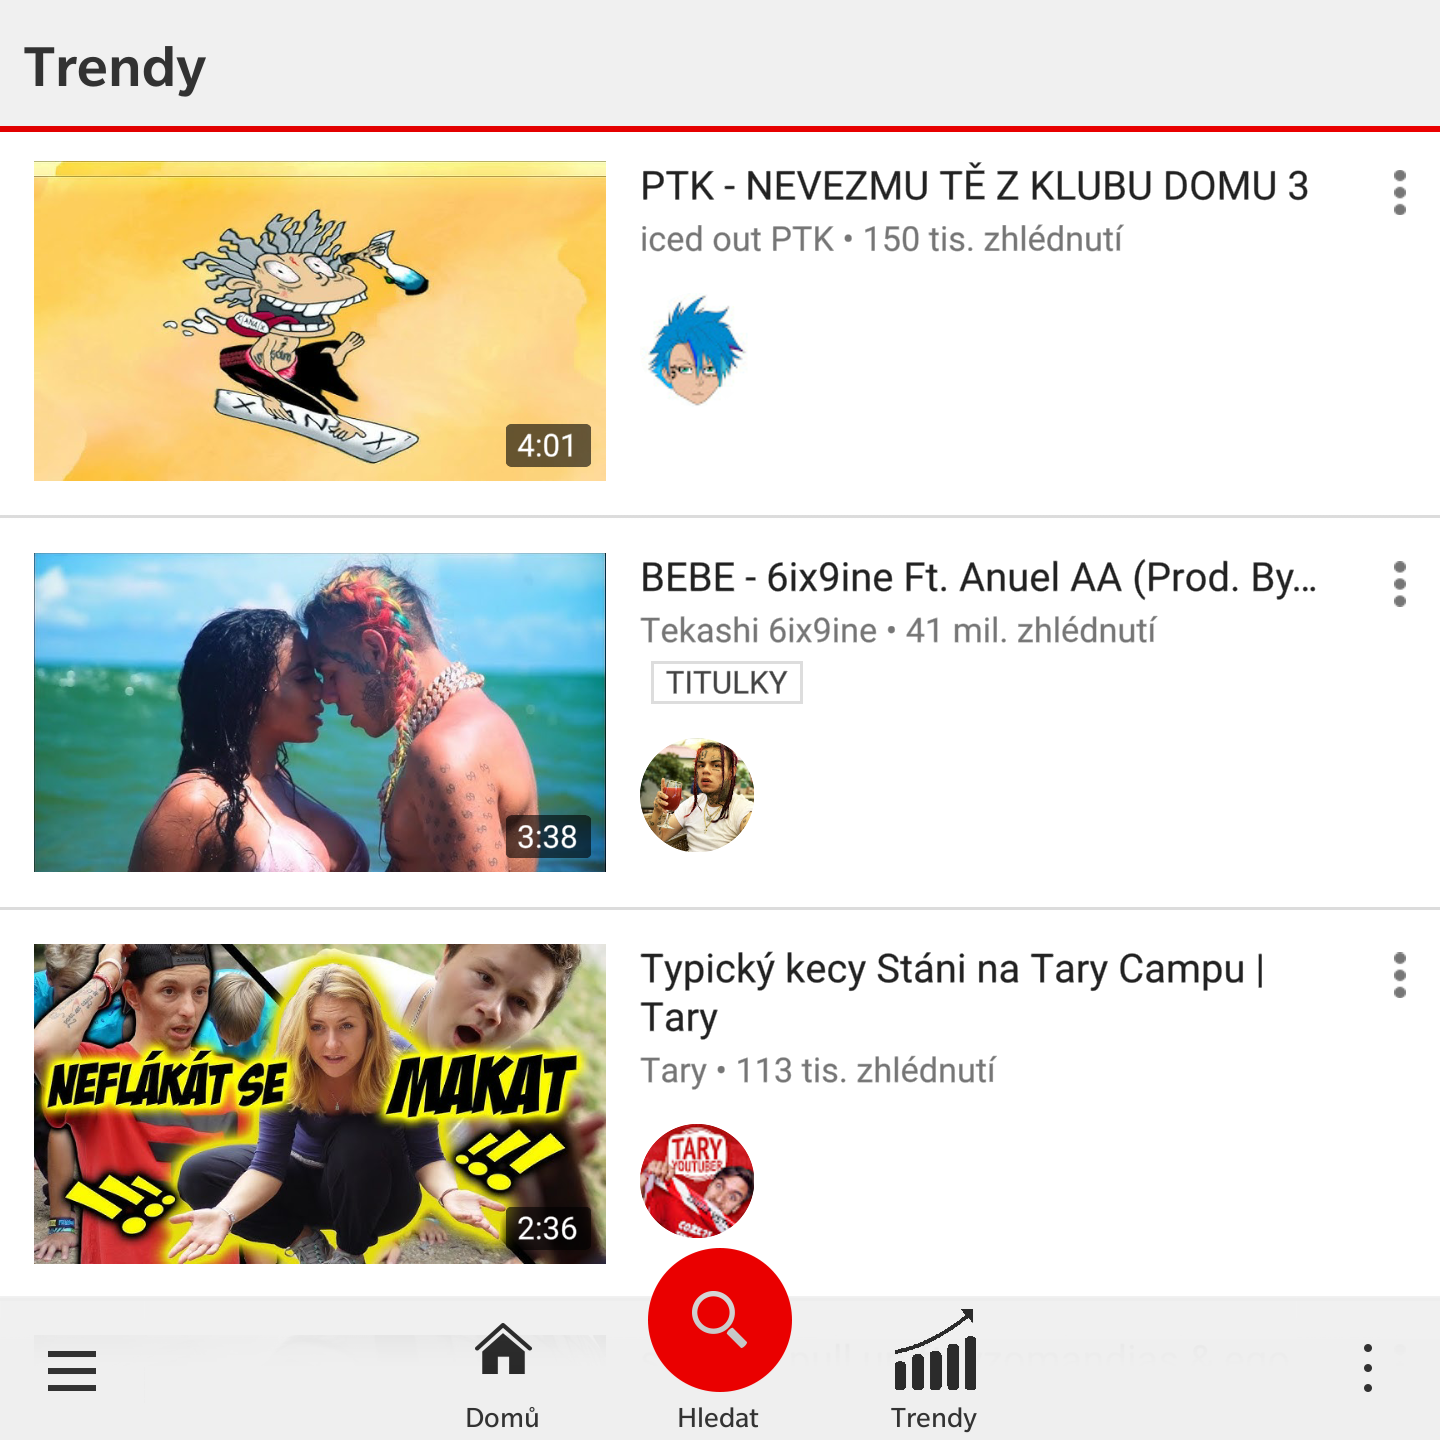 Trendy
PTK - NEVEZMU TĚ Z KLUBU DOMU 3
iced out PTK • 150 tis. zhlédnutí
XANAX
X AN X
4:01
BEBE - 6ix9ine Ft. Anuel AA (Prod. By...
Tekashi 6ix9ine • 41 mil. zhlédnutí
TITULKY
3:38
Typický kecy Stáni na Tary Campu |
Tary
Tary • 113 tis. zhlédnutí
NEFLÁKÁT SE
MAKAT
!!!
!!!
2:36
TARY
YOUTUBER
Domů
Hledat
Trendy